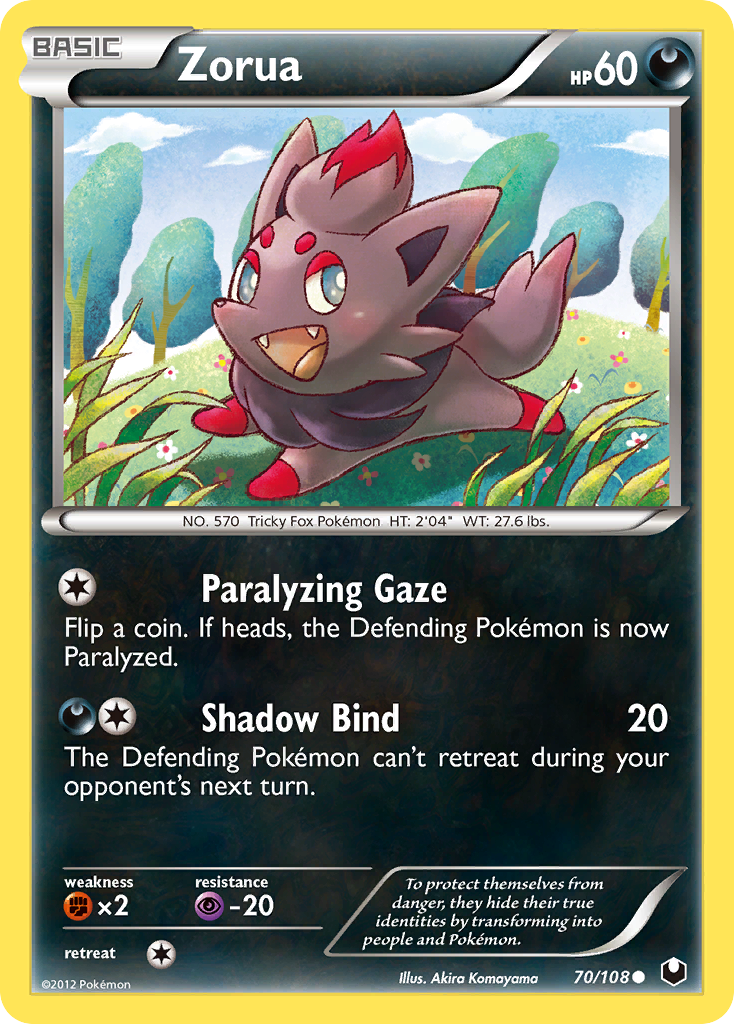 BASIC
Zorua
HP60
NO. 570 Tricky Fox Pokémon HT: 2'04" WT: 27.6 lbs.
Paralyzing Gaze
Flip a coin. If heads, the Defending Pokémon is now
Paralyzed.
Shadow Bind 20
The Defending Pokémon can't retreat during your
opponent's next turn.
weakness
×2
resistance
-20
retreat
To protect themselves from
danger, they hide their true
identities by transforming into
people and Pokémon.
©2012 Pokémon
Illus. Akira Komayama
70/108